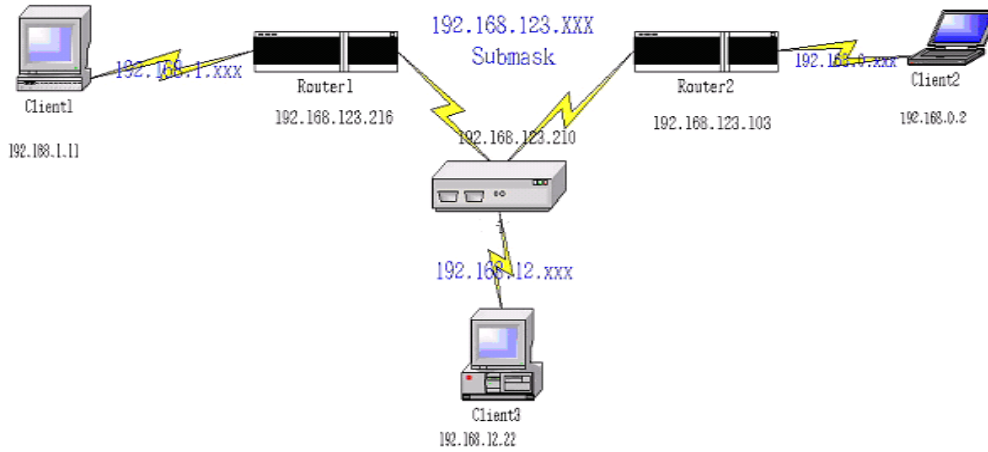 192.168.123.XXX
Submask
192.168.1.xxx
Router1
Router2
192.168.0.xxx
Client1
Client2
192.168.123.216
192.168.123.103
192.168.0.2
192.168.123.210
192.168.1.11
192.168.12.xxx
Client3
192.168.12.22